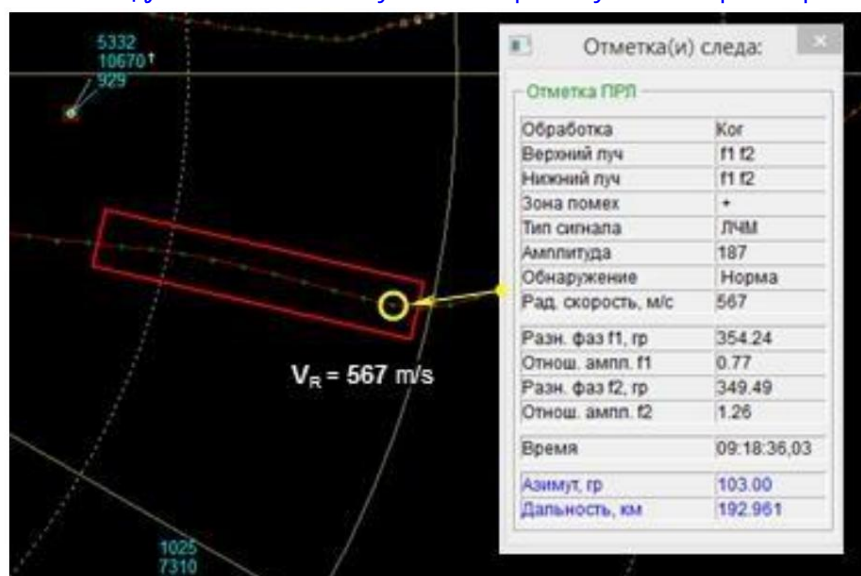 5332
10670↑
929
V_R = 567 m/s
1025
7310
Отметка(и) следа:
Отметка ПРЛ
Обработка Ког
Верхний луч f1 f2
Нижний луч f1 f2
Зона помех +
Тип сигнала ЛЧМ
Амплитуда 187
Обнаружение Норма
Рад. скорость, м/с 567
Разн. фаз f1, гр 354.24
Отнош. ампл. f1 0.77
Разн. фаз f2, гр 349.49
Отнош. ампл. f2 1.26
Время 09:18:36,03
Азимут, гр 103.00
Дальность, км 192.961